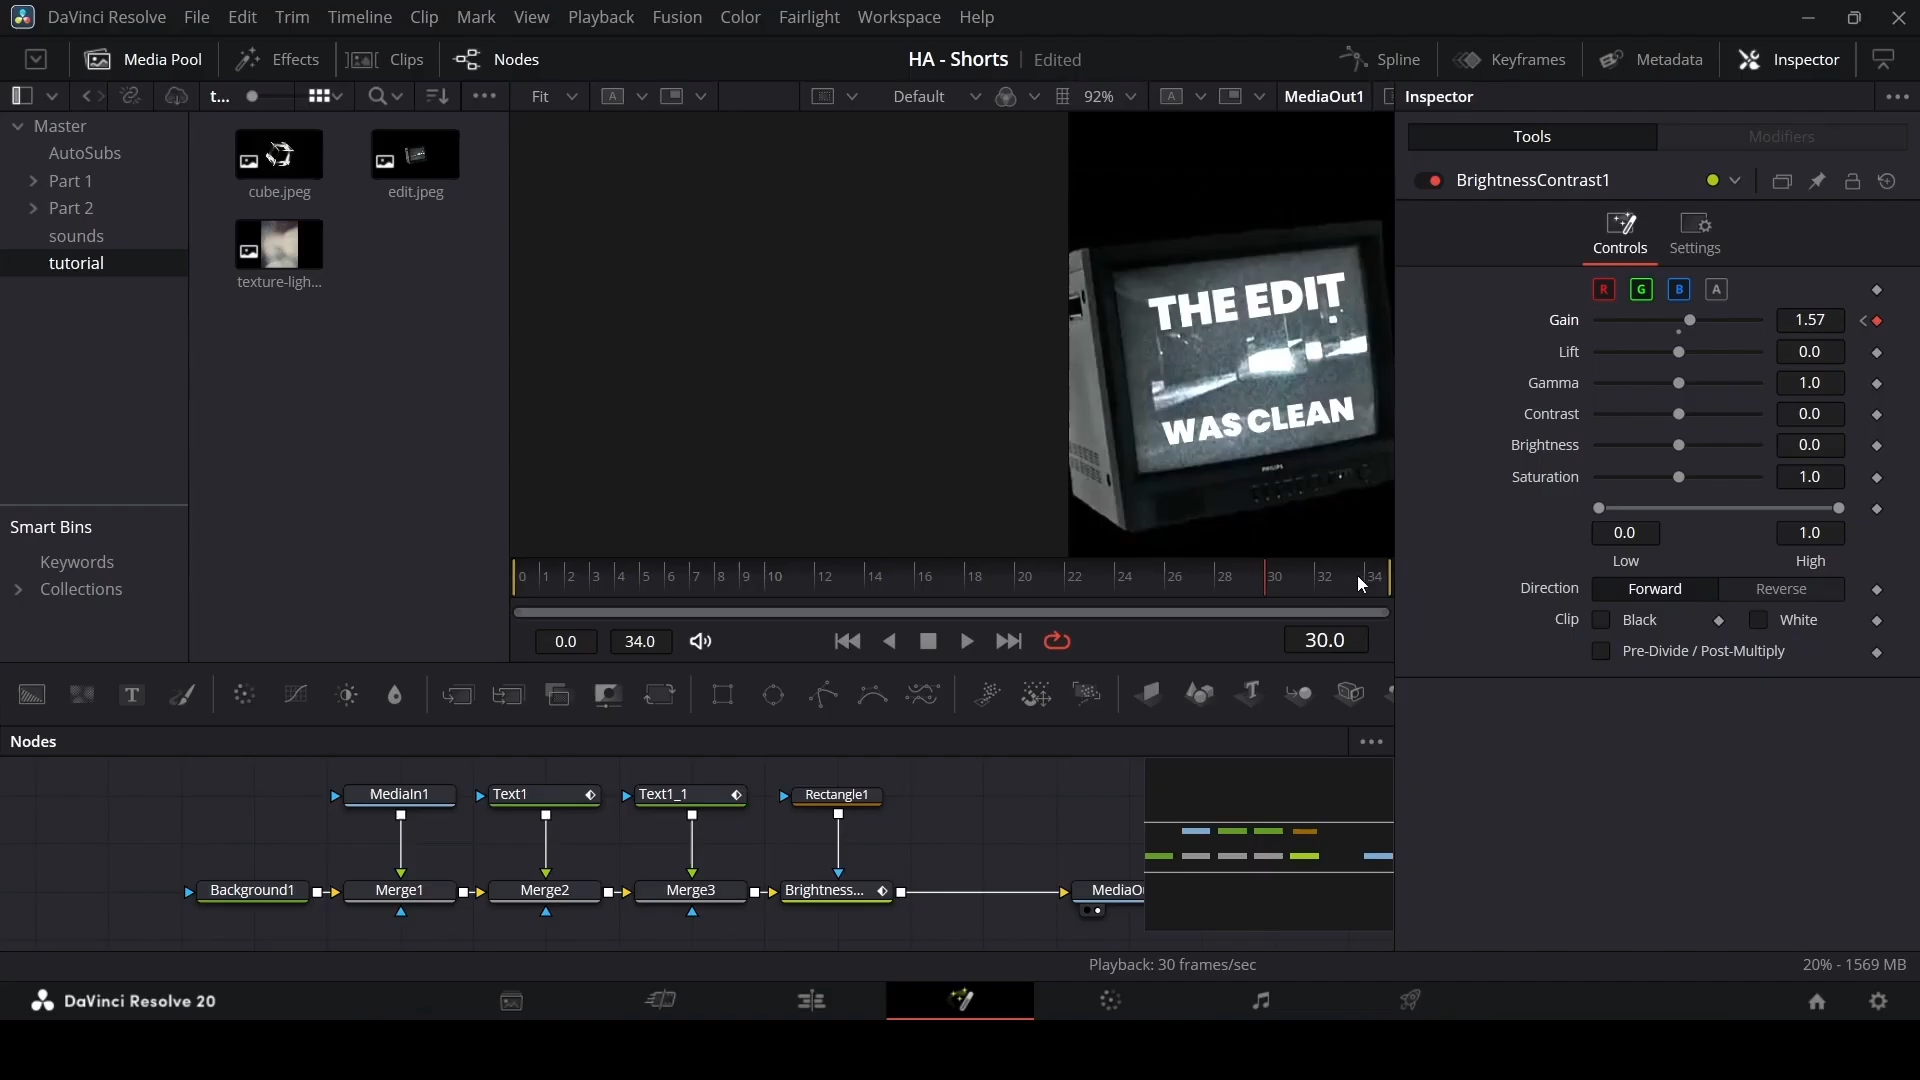 DaVinci Resolve File Edit Trim Timeline Clip Mark View Playback Fusion Color Fairlight Workspace Help
Media Pool Effects Clips Nodes HA - Shorts Edited Spline Keyframes Metadata Inspector
t... Fit A Default 92% A MediaOut1 Inspector
Master
AutoSubs
Part 1
Part 2
sounds
tutorial
cube.jpeg
edit.jpeg
texture-ligh...
Smart Bins
Keywords
Collections
THE EDIT
WAS CLEAN
PHILIPS
Tools Modifiers
BrightnessContrast1
Controls Settings
R G B A
Gain 1.57
Lift 0.0
Gamma 1.0
Contrast 0.0
Brightness 0.0
Saturation 1.0
0.0 1.0
Low High
Direction Forward Reverse
Clip Black White
Pre-Divide / Post-Multiply
0 1 2 3 4 5 6 7 8 9 10 12 14 16 18 20 22 24 26 28 30 32 34
0.0 34.0 30.0
T T
Nodes
MediaIn1 Text1 Text1_1 Rectangle1
Background1 Merge1 Merge2 Merge3 Brightness... MediaOu
Playback: 30 frames/sec 20% - 1569 MB
DaVinci Resolve 20